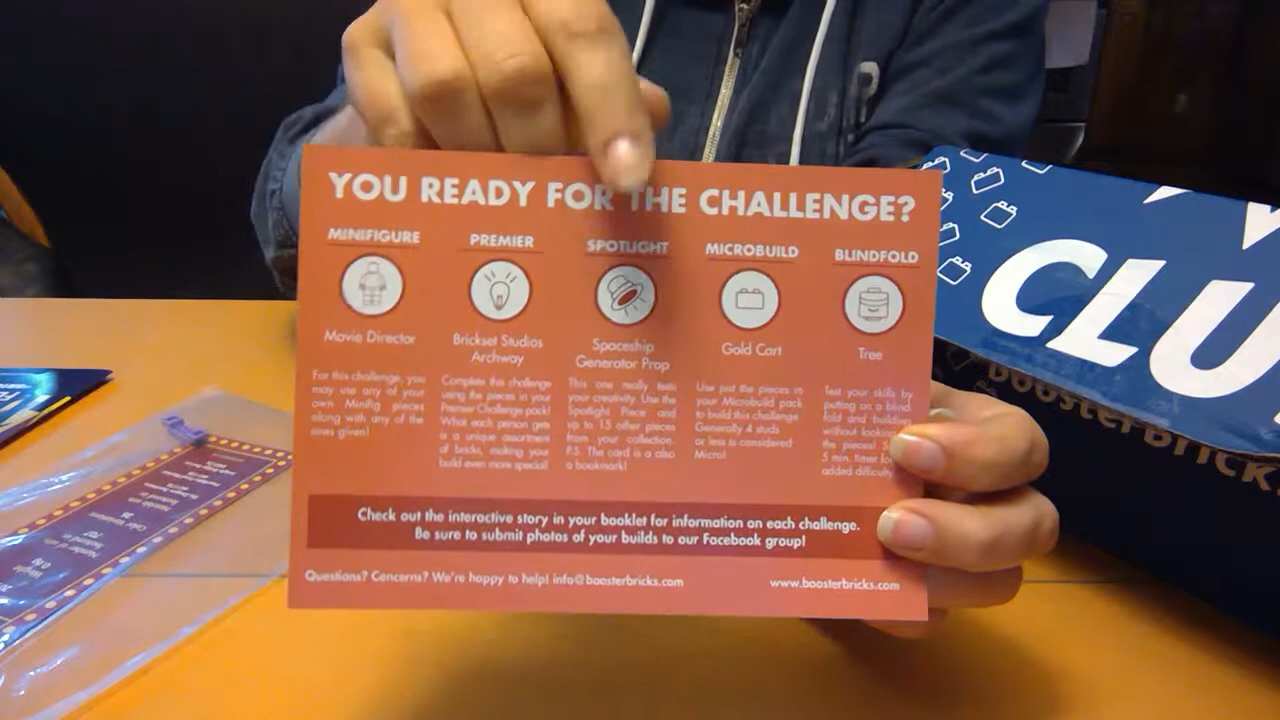 YOU READY FOR THE CHALLENGE?
MINIFIGURE
Movie Director
For this challenge, you
may use any of your
own Minifig pieces
along with any of the
ones given!
PREMIER
Brickset Studios
Archway
Complete this challenge
using the pieces in your
Premier Challenge pack!
What each person gets
is a unique assortment
of bricks, making your
build even more special!
SPOTLIGHT
Spaceship
Generator Prop
This one really tests
your creativity. Use the
Spotlight Piece and
up to 15 other pieces
from your collection.
P.S. The card is a also
a bookmark!
MICROBUILD
Gold Cart
Use just the pieces in
your Microbuild pack
to build this challenge.
Generally 4 studs
or less is considered
Micro!
BLINDFOLD
Tree
Test your skills by
putting on a blind
fold and building
without looking
the pieces!
5 min. timer for
added difficulty
Check out the interactive story in your booklet for information on each challenge.
Be sure to submit photos of your builds to our Facebook group!
Questions? Concerns? We're happy to help! info@boosterbricks.com
www.boosterbricks.com
CLU